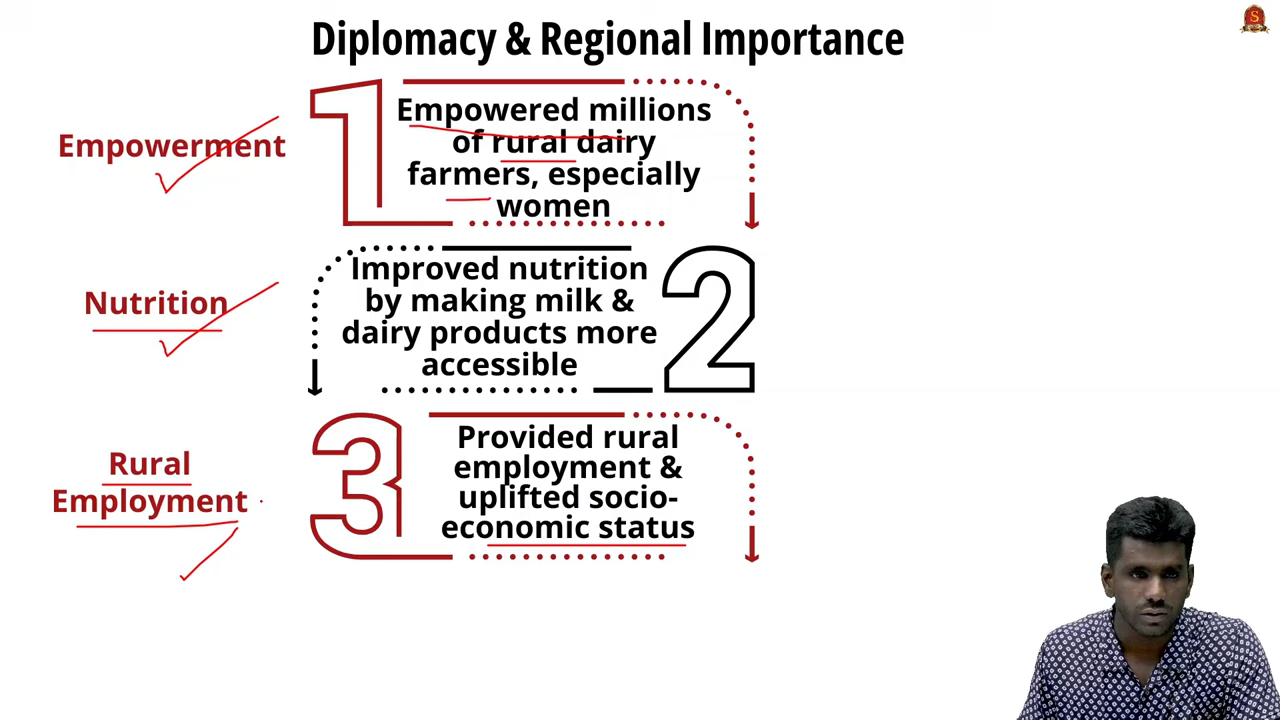 Diplomacy & Regional Importance
Empowerment
1
Empowered millions
of rural dairy
farmers, especially
women
Nutrition
Improved nutrition
by making milk &
dairy products more
accessible
2
Rural
Employment
3
Provided rural
employment &
uplifted socio-
economic status
S